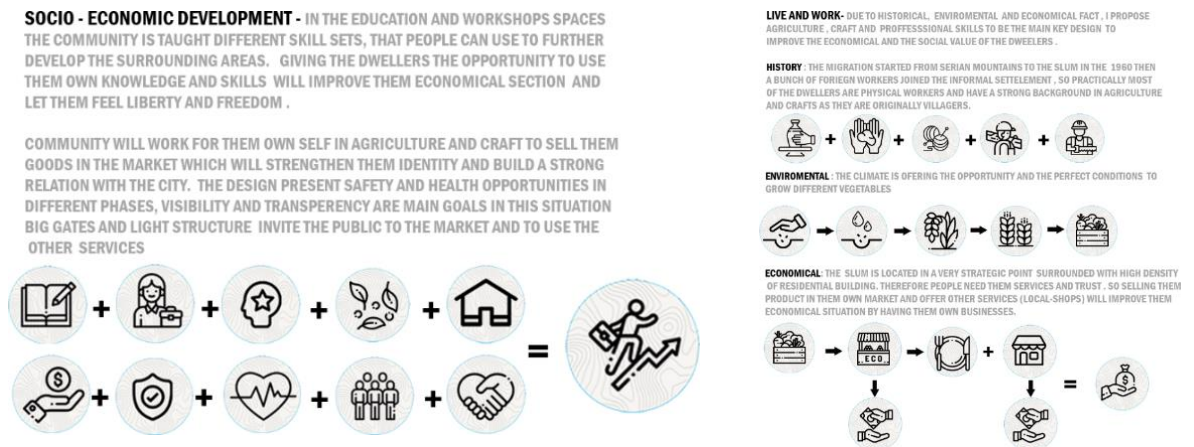 SOCIO - ECONOMIC DEVELOPMENT - IN THE EDUCATION AND WORKSHOPS SPACES
THE COMMUNITY IS TAUGHT DIFFERENT SKILL SETS, THAT PEOPLE CAN USE TO FURTHER
DEVELOP THE SURROUNDING AREAS. GIVING THE DWELLERS THE OPPORTUNITY TO USE
THEM OWN KNOWLEDGE AND SKILLS WILL IMPROVE THEM ECONOMICAL SECTION AND
LET THEM FEEL LIBERTY AND FREEDOM .
COMMUNITY WILL WORK FOR THEM OWN SELF IN AGRICULTURE AND CRAFT TO SELL THEM
GOODS IN THE MARKET WHICH WILL STRENGTHEN THEM IDENTITY AND BUILD A STRONG
RELATION WITH THE CITY. THE DESIGN PRESENT SAFETY AND HEALTH OPPORTUNITIES IN
DIFFERENT PHASES, VISIBILITY AND TRANSPERENCY ARE MAIN GOALS IN THIS SITUATION
BIG GATES AND LIGHT STRUCTURE INVITE THE PUBLIC TO THE MARKET AND TO USE THE
OTHER SERVICES
LIVE AND WORK- DUE TO HISTORICAL, ENVIROMENTAL AND ECONOMICAL FACT , I PROPOSE
AGRICULTURE , CRAFT AND PROFFESSSIONAL SKILLS TO BE THE MAIN KEY DESIGN TO
IMPROVE THE ECONOMICAL AND THE SOCIAL VALUE OF THE DWEELERS .
HISTORY : THE MIGRATION STARTED FROM SERIAN MOUNTAINS TO THE SLUM IN THE 1960 THEN
A BUNCH OF FORIEGN WORKERS JOINED THE INFORMAL SETTELEMENT , SO PRACTICALLY MOST
OF THE DWELLERS ARE PHYSICAL WORKERS AND HAVE A STRONG BACKGROUND IN AGRICULTURE
AND CRAFTS AS THEY ARE ORIGINALLY VILLAGERS.
ENVIROMENTAL : THE CLIMATE IS OFFERING THE OPPORTUNITY AND THE PERFECT CONDITIONS TO
GROW DIFFERENT VEGETABLES
ECONOMICAL: THE SLUM IS LOCATED IN A VERY STRATEGIC POINT SURROUNDED WITH HIGH DENSITY
OF RESIDENTIAL BUILDING. THEREFORE PEOPLE NEED THEM SERVICES AND TRUST . SO SELLING THEM
PRODUCT IN THEM OWN MARKET AND OFFER OTHER SERVICES (LOCAL-SHOPS) WILL IMPROVE THEM
ECONOMICAL SITUATION BY HAVING THEM OWN BUSINESSES.
ECO